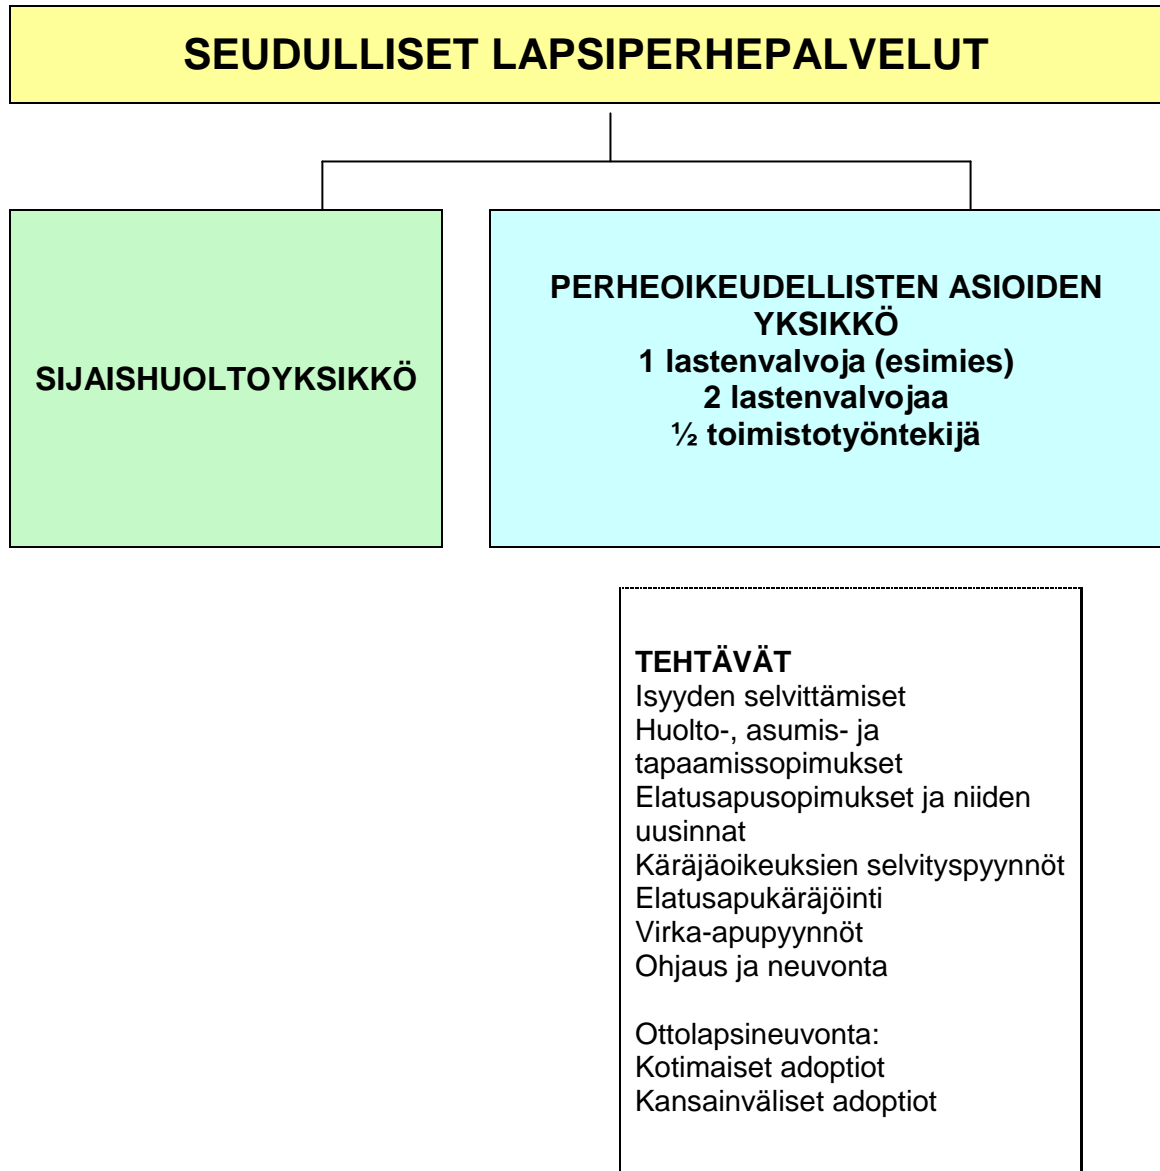 SEUDULLISET LAPSIPERHEPALVELUT
SIJAISHUOLTOYKSIKKÖ
PERHEOIKEUDELLISTEN ASIOIDEN
YKSIKKÖ
1 lastenvalvoja (esimies)
2 lastenvalvojaa
½ toimistotyöntekijä
TEHTÄVÄT
Isyyden selvittämiset
Huolto-, asumis- ja
tapaamissopimukset
Elatusapusopimukset ja niiden
uusinnat
Käräjäoikeuksien selvityspyynnöt
Elatusapukäräjöinti
Virka-apupyynnöt
Ohjaus ja neuvonta
Ottolapsineuvonta:
Kotimaiset adoptiot
Kansainväliset adoptiot